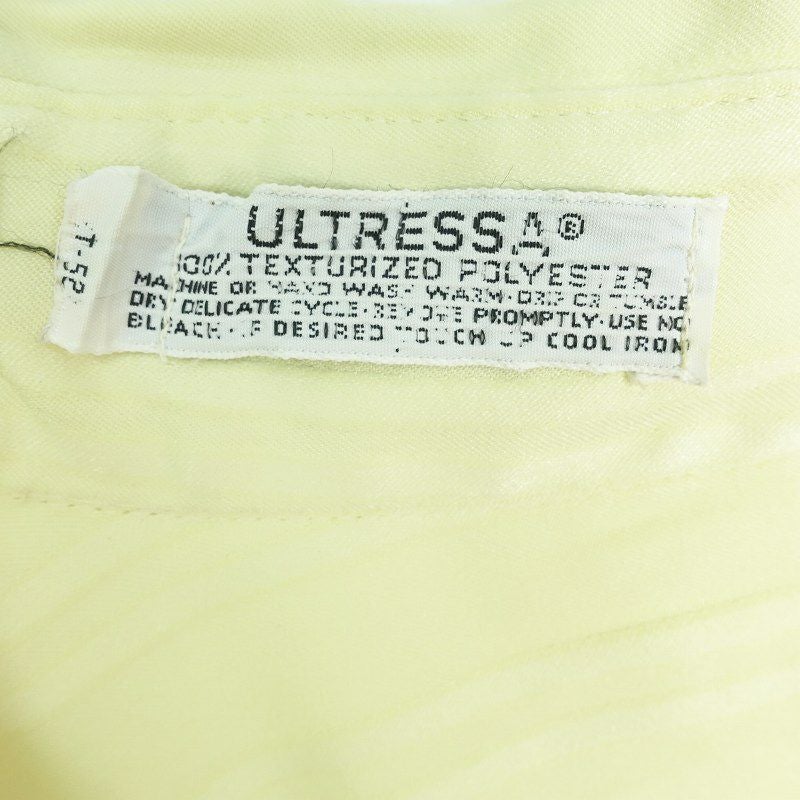 ULTRESSA®
100% TEXTURIZED POLYESTER
MACHINE OR HAND WASH WARM·DRIP OR TUMBLE
DRY DELICATE CYCLE·REMOVE PROMPTLY·USE NO
BLEACH·IF DESIRED TOUCH UP COOL IRON